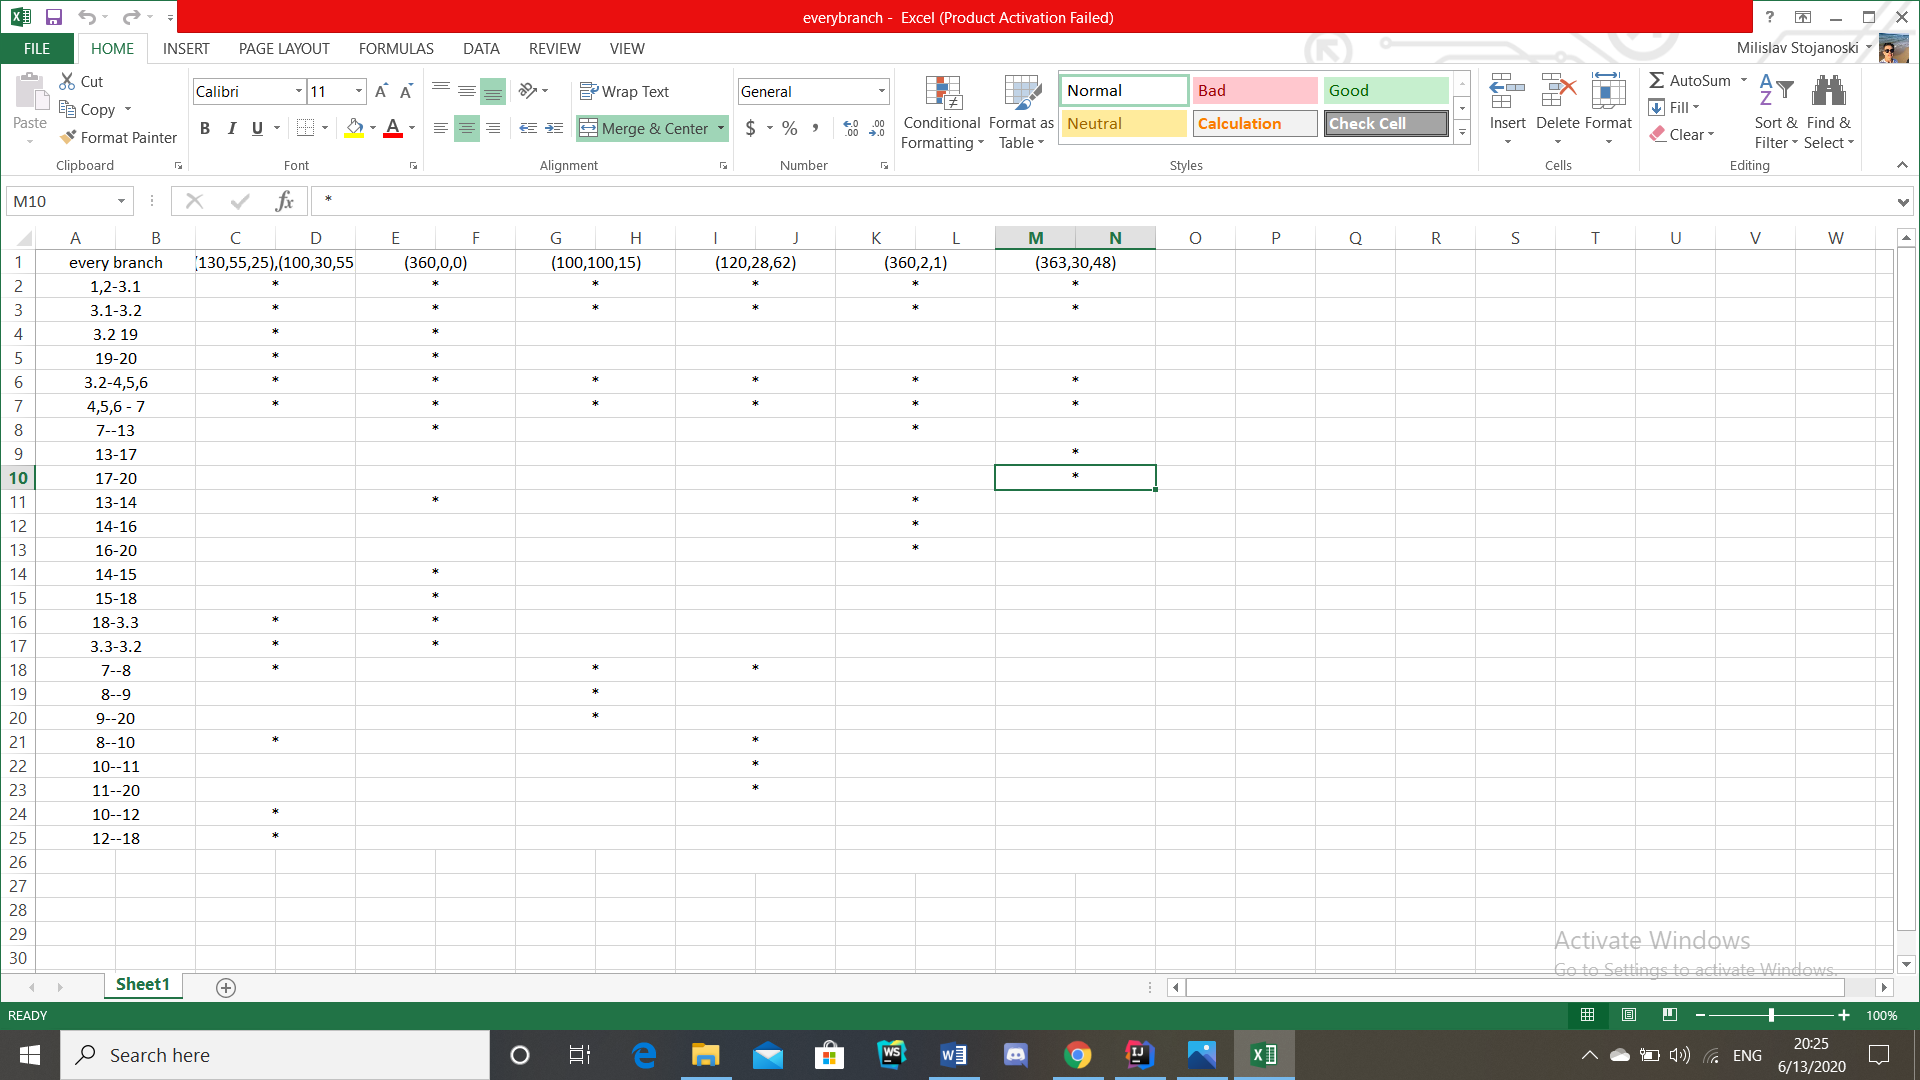 everybranch - Excel (Product Activation Failed)
FILE HOME INSERT PAGE LAYOUT FORMULAS DATA REVIEW VIEW Milislav Stojanoski
Paste Cut Copy Format Painter Clipboard
Calibri 11 B I U A Font
Wrap Text Merge & Center Alignment
General $ % , Number
Conditional Formatting Format as Table
Normal Bad Good
Neutral Calculation Check Cell
Styles
Insert Delete Format Cells
AutoSum Fill Clear Sort & Filter Find & Select Editing
M10 fx *
A B C D E F G H I J K L M N O P Q R S T U V W
1 every branch (130,55,25),(100,30,55 (360,0,0) (100,100,15) (120,28,62) (360,2,1) (363,30,48)
2 1,2-3.1 * * * * * *
3 3.1-3.2 * * * * * *
4 3.2 19 * *
5 19-20 * *
6 3.2-4,5,6 * * * * * *
7 4,5,6 - 7 * * * * * *
8 7--13 * *
9 13-17 *
10 17-20 *
11 13-14 * *
12 14-16 *
13 16-20 *
14 14-15 *
15 15-18 *
16 18-3.3 * *
17 3.3-3.2 * *
18 7--8 * * *
19 8--9 *
20 9--20 *
21 8--10 * *
22 10--11 *
23 11--20 *
24 10--12 *
25 12--18 *
26
27
28
29
30
Activate Windows
Go to Settings to activate Windows.
Sheet1
READY 100%
Search here ENG 20:25
6/13/2020